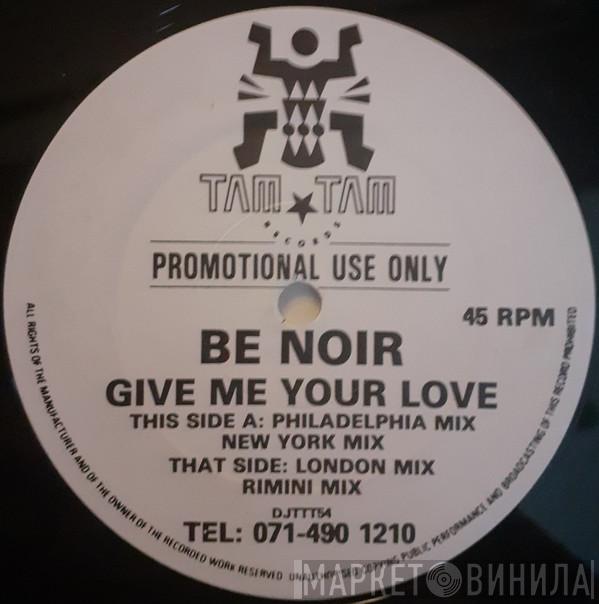 TAM TAM
RECORDS
PROMOTIONAL USE ONLY
45 RPM
BE NOIR
GIVE ME YOUR LOVE
THIS SIDE A: PHILADELPHIA MIX
NEW YORK MIX
THAT SIDE: LONDON MIX
RIMINI MIX
DJTTT54
TEL: 071-490 1210
ALL RIGHTS OF THE MANUFACTURER AND OF THE OWNER OF THE RECORDED WORK RESERVED UNAUTHORISED COPYING PUBLIC PERFORMANCE AND BROADCASTING OF THIS RECORD PROHIBITED
МАРКЕТ ВИНИЛА